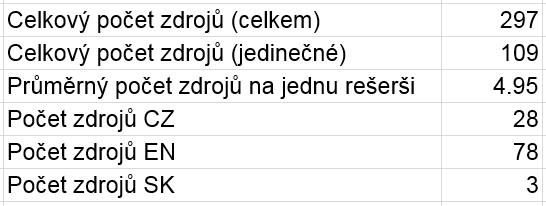 Celkový počet zdrojů (celkem) 297
Celkový počet zdrojů (jedinečné) 109
Průměrný počet zdrojů na jednu rešerši 4.95
Počet zdrojů CZ 28
Počet zdrojů EN 78
Počet zdrojů SK 3